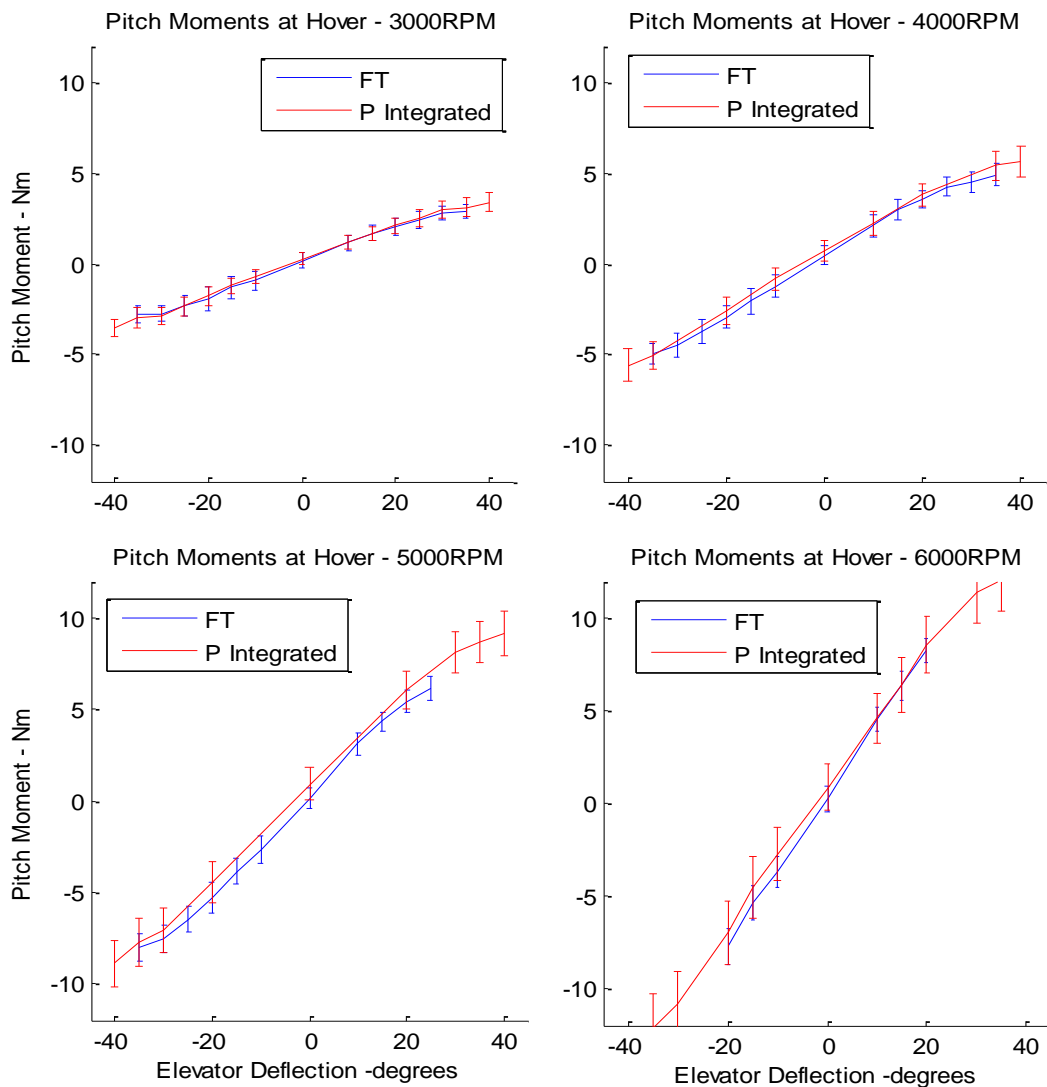 Pitch Moments at Hover - 3000RPM
FT
P Integrated
10
5
0
-5
-10
Pitch Moment - Nm
-40 -20 0 20 40
Pitch Moments at Hover - 4000RPM
FT
P Integrated
10
5
0
-5
-10
-40 -20 0 20 40
Pitch Moments at Hover - 5000RPM
FT
P Integrated
10
5
0
-5
-10
Pitch Moment - Nm
-40 -20 0 20 40
Elevator Deflection -degrees
Pitch Moments at Hover - 6000RPM
FT
P Integrated
10
5
0
-5
-10
-40 -20 0 20 40
Elevator Deflection -degrees